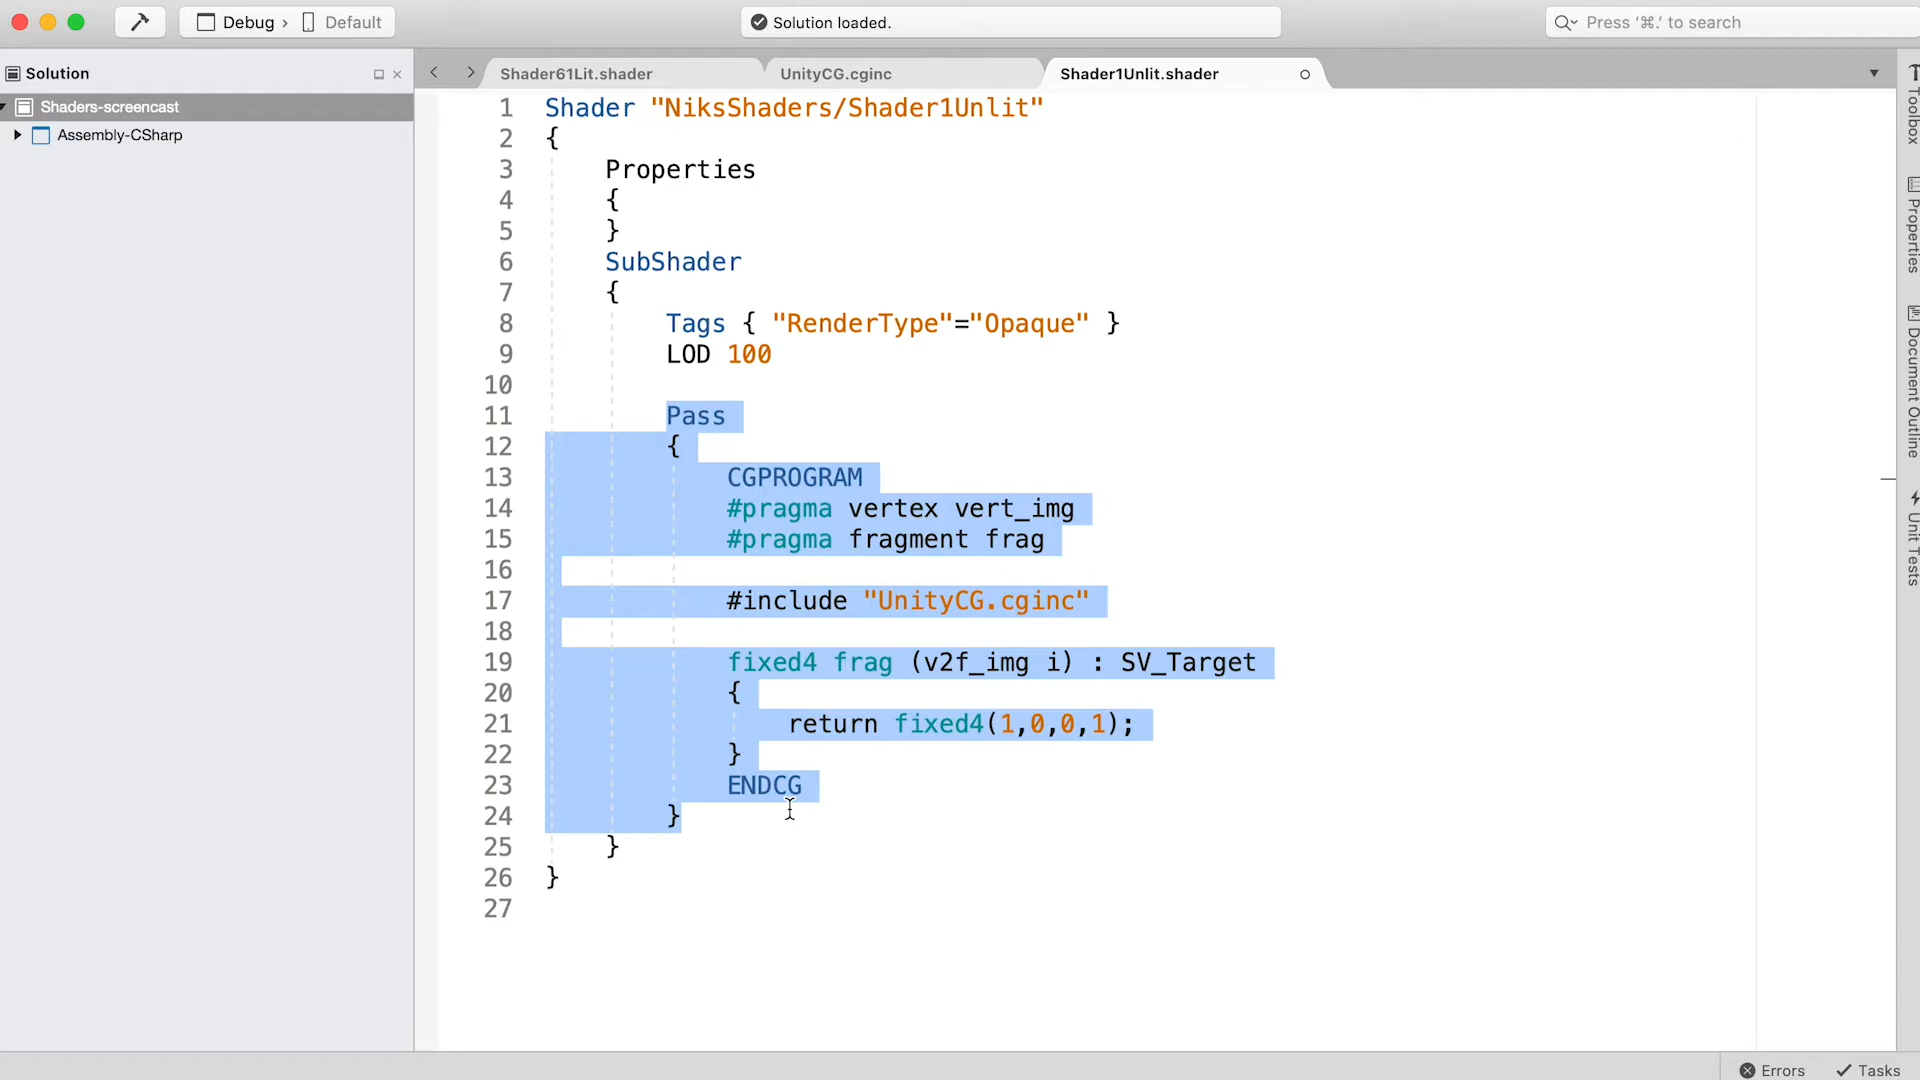 Debug › Default
Solution loaded.
Press ‘⌘.’ to search
Solution
Shaders-screencast
Assembly-CSharp
Shader61Lit.shader
UnityCG.cginc
Shader1Unlit.shader
1 Shader "NiksShaders/Shader1Unlit"
2 {
3 Properties
4 {
5 }
6 SubShader
7 {
8 Tags { "RenderType"="Opaque" }
9 LOD 100
10
11 Pass
12 {
13 CGPROGRAM
14 #pragma vertex vert_img
15 #pragma fragment frag
16
17 #include "UnityCG.cginc"
18
19 fixed4 frag (v2f_img i) : SV_Target
20 {
21 return fixed4(1,0,0,1);
22 }
23 ENDCG
24 }
25 }
26 }
27
Toolbox
Properties
Document Outline
Unit Tests
Errors
Tasks